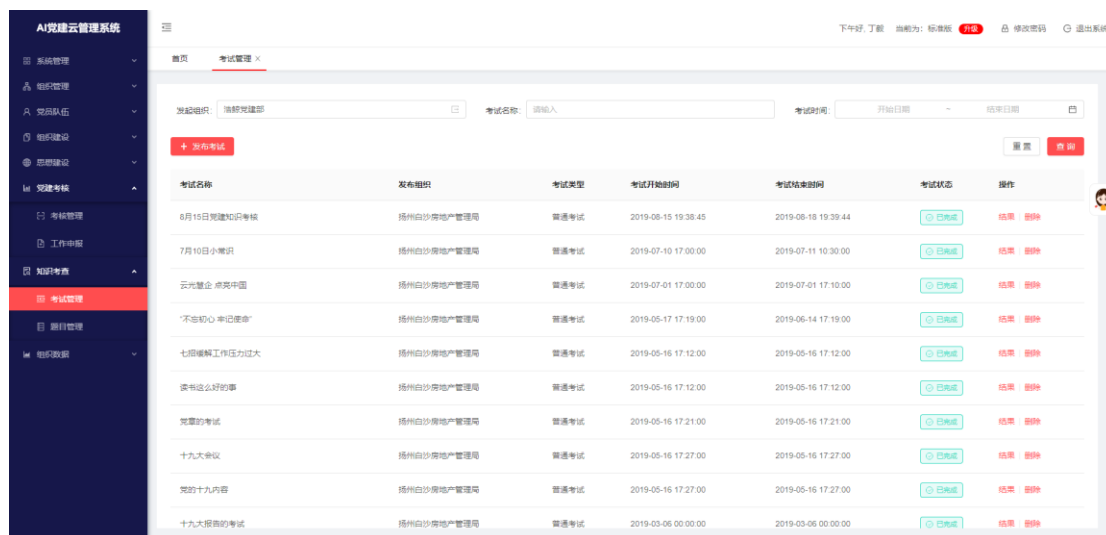 AI党建云管理系统
下午好, 丁毅 当前为: 标准版 升级 修改密码 退出系统
系统管理
首页 考试管理 ×
组织管理
党员队伍
发起组织: 浩鲸党建部 考试名称: 请输入 考试时间: 开始日期 ~ 结束日期
组织建设
+ 发布考试 重置 查询
思想建设
党建考核
考试名称 发布组织 考试类型 考试开始时间 考试结束时间 考试状态 操作
考核管理
8月15日党建知识考核 扬州白沙房地产管理局 普通考试 2019-08-15 19:38:45 2019-08-18 19:39:44 已完成 结果 删除
工作申报
7月10日小常识 扬州白沙房地产管理局 普通考试 2019-07-10 17:00:00 2019-07-11 10:30:00 已完成 结果 删除
知识考查
云光慧企 点亮中国 扬州白沙房地产管理局 普通考试 2019-07-01 17:00:00 2019-07-01 17:10:00 已完成 结果 删除
考试管理
“不忘初心 牢记使命” 扬州白沙房地产管理局 普通考试 2019-05-17 17:19:00 2019-06-14 17:19:00 已完成 结果 删除
题目管理
组织数据
七招缓解工作压力过大 扬州白沙房地产管理局 普通考试 2019-05-16 17:12:00 2019-05-16 17:12:00 已完成 结果 删除
读书这么好的事 扬州白沙房地产管理局 普通考试 2019-05-16 17:12:00 2019-05-16 17:12:00 已完成 结果 删除
党章的考试 扬州白沙房地产管理局 普通考试 2019-05-16 17:21:00 2019-05-16 17:21:00 已完成 结果 删除
十九大会议 扬州白沙房地产管理局 普通考试 2019-05-16 17:27:00 2019-05-16 17:27:00 已完成 结果 删除
党的十九内容 扬州白沙房地产管理局 普通考试 2019-05-16 17:27:00 2019-05-16 17:27:00 已完成 结果 删除
十九大报告的考试 扬州白沙房地产管理局 普通考试 2019-03-06 00:00:00 2019-03-06 00:00:00 已完成 结果 删除